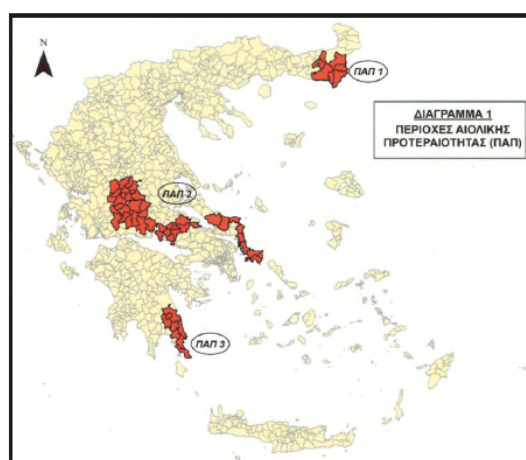 N
ΠΑΠ 1
ΔΙΑΓΡΑΜΜΑ 1
ΠΕΡΙΟΧΕΣ ΑΙΟΛΙΚΗΣ
ΠΡΟΤΕΡΑΙΟΤΗΤΑΣ (ΠΑΠ)
ΠΑΠ 2
ΠΑΠ 3